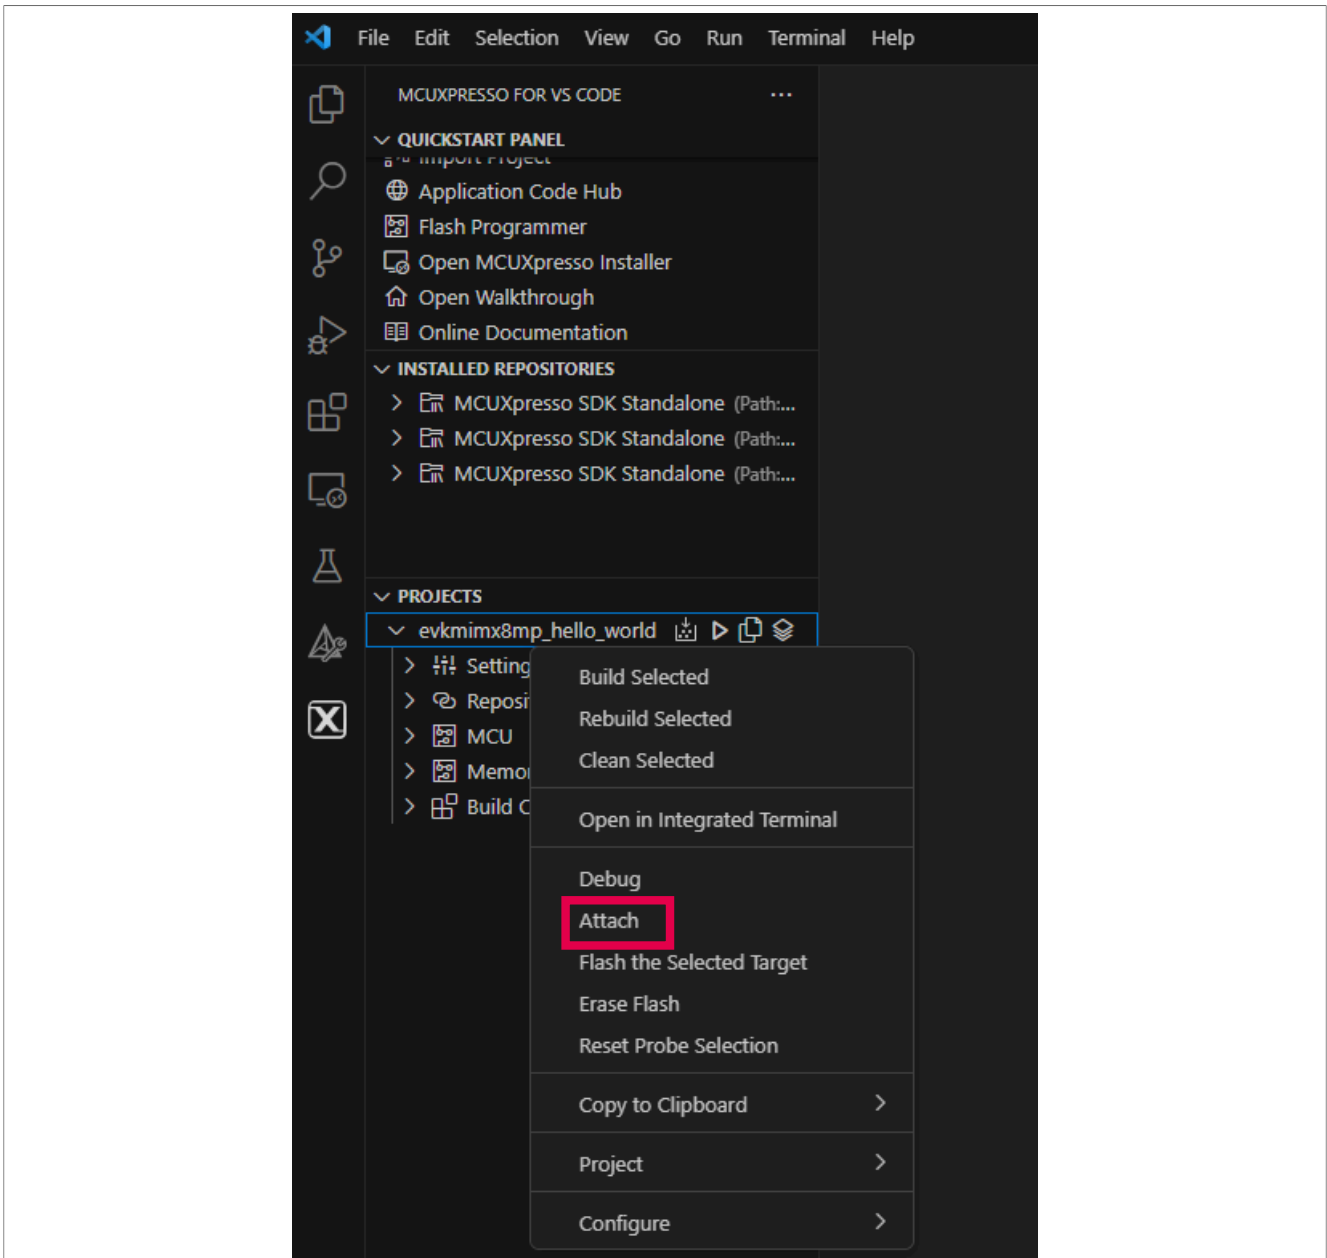 File Edit Selection View Go Run Terminal Help
MCUXPRESSO FOR VS CODE
QUICKSTART PANEL
Import Project
Application Code Hub
Flash Programmer
Open MCUXpresso Installer
Open Walkthrough
Online Documentation
INSTALLED REPOSITORIES
MCUXpresso SDK Standalone (Path:...
MCUXpresso SDK Standalone (Path:...
MCUXpresso SDK Standalone (Path:...
PROJECTS
evkmimx8mp_hello_world
Setting
Reposi
MCU
Memor
Build C
Build Selected
Rebuild Selected
Clean Selected
Open in Integrated Terminal
Debug
Attach
Flash the Selected Target
Erase Flash
Reset Probe Selection
Copy to Clipboard
Project
Configure